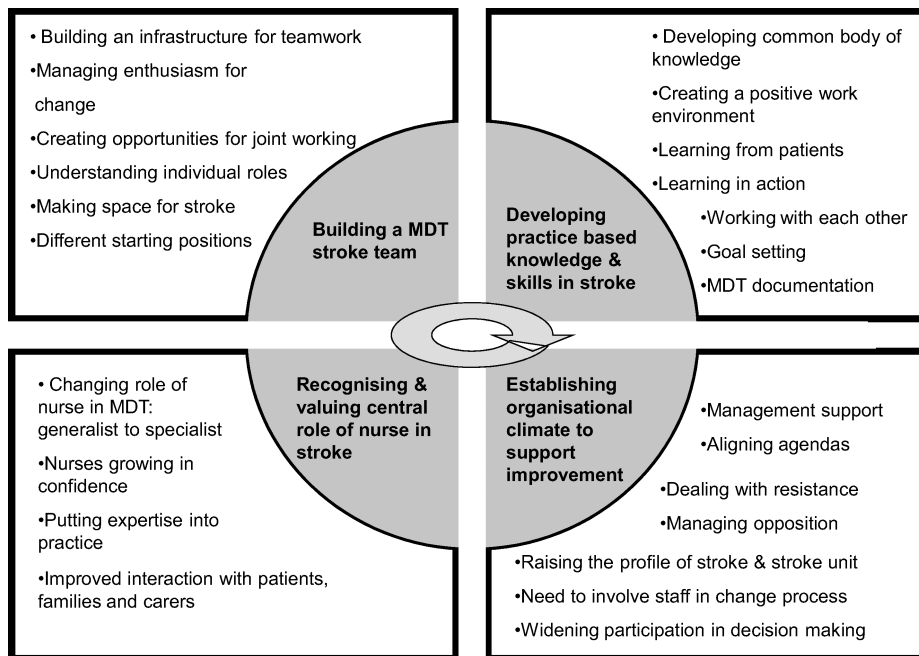 • Building an infrastructure for teamwork
•Managing enthusiasm for
change
•Creating opportunities for joint working
•Understanding individual roles
•Making space for stroke
•Different starting positions
Building a MDT
stroke team
• Developing common body of
knowledge
•Creating a positive work
environment
•Learning from patients
•Learning in action
•Working with each other
•Goal setting
•MDT documentation
Developing
practice based
knowledge &
skills in stroke
• Changing role of
nurse in MDT:
generalist to specialist
•Nurses growing in
confidence
•Putting expertise into
practice
•Improved interaction with patients,
families and carers
Recognising &
valuing central
role of nurse in
stroke
Establishing
organisational
climate to
support
improvement
•Management support
•Aligning agendas
•Dealing with resistance
•Managing opposition
•Raising the profile of stroke & stroke unit
•Need to involve staff in change process
•Widening participation in decision making